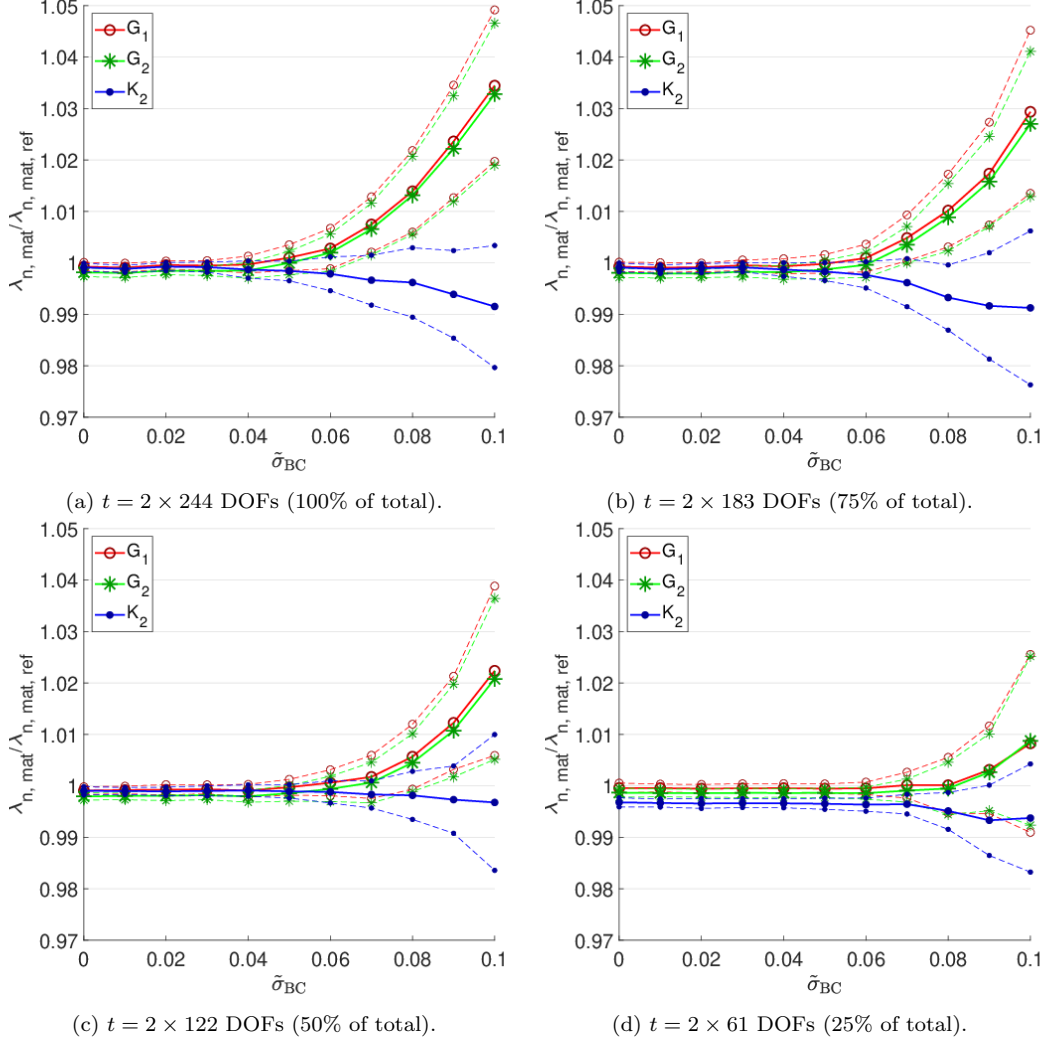 1.05
1.04
1.03
1.02
1.01
1
0.99
0.98
0.97
λn, mat/λn, mat, ref
G1
G2
K2
0 0.02 0.04 0.06 0.08 0.1
σ̃BC
(a) t = 2 × 244 DOFs (100% of total).
1.05
1.04
1.03
1.02
1.01
1
0.99
0.98
0.97
λn, mat/λn, mat, ref
G1
G2
K2
0 0.02 0.04 0.06 0.08 0.1
σ̃BC
(b) t = 2 × 183 DOFs (75% of total).
1.05
1.04
1.03
1.02
1.01
1
0.99
0.98
0.97
λn, mat/λn, mat, ref
G1
G2
K2
0 0.02 0.04 0.06 0.08 0.1
σ̃BC
(c) t = 2 × 122 DOFs (50% of total).
1.05
1.04
1.03
1.02
1.01
1
0.99
0.98
0.97
λn, mat/λn, mat, ref
G1
G2
K2
0 0.02 0.04 0.06 0.08 0.1
σ̃BC
(d) t = 2 × 61 DOFs (25% of total).